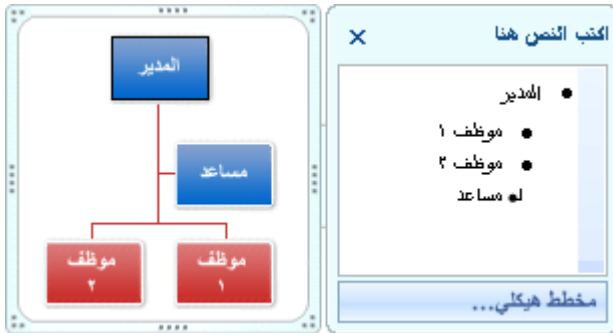 اكتب النص هنا
المدير
موظف ١
موظف ٢
مساعد
مخطط هيكلي...
المدير
مساعد
موظف
١
موظف
٢